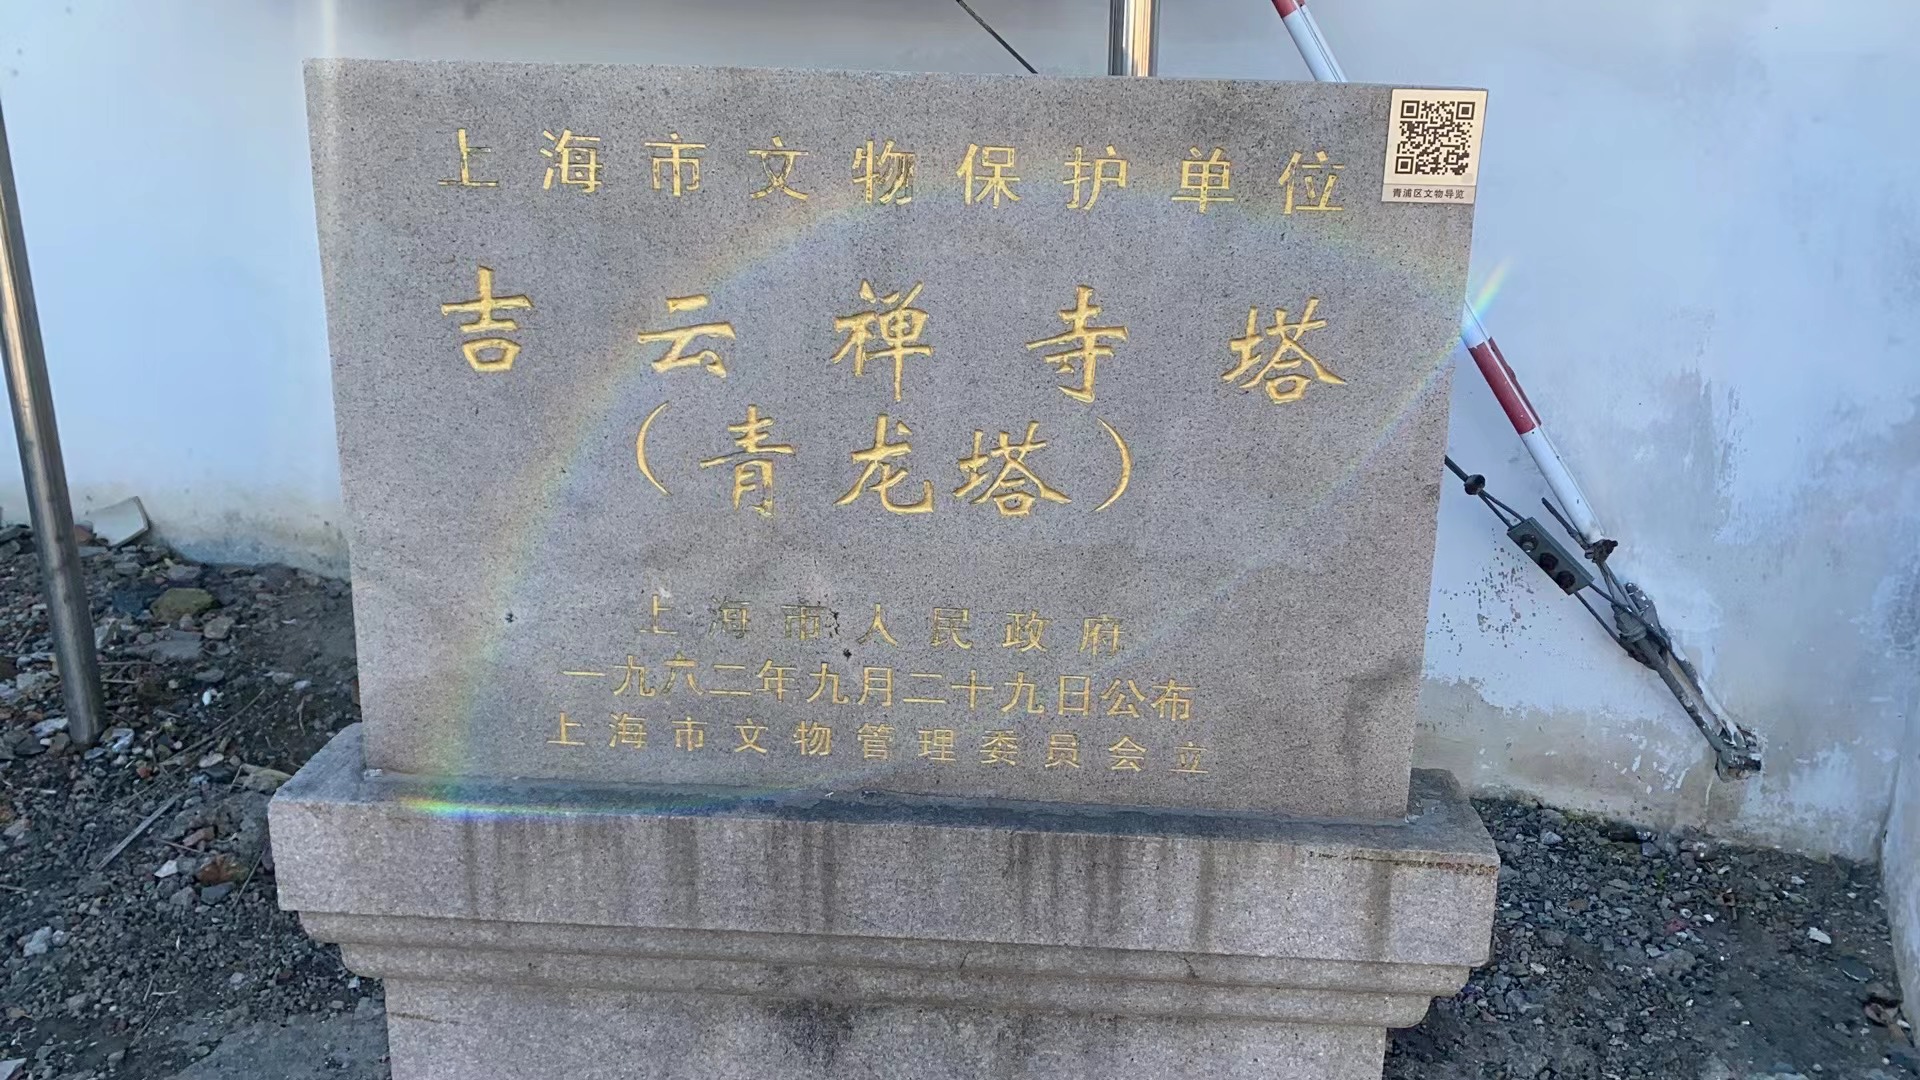 上海市文物保护单位
青浦区文物导览
吉云禅寺塔
（青龙塔）
上海市人民政府
一九六二年九月二十九日公布
上海市文物管理委员会立